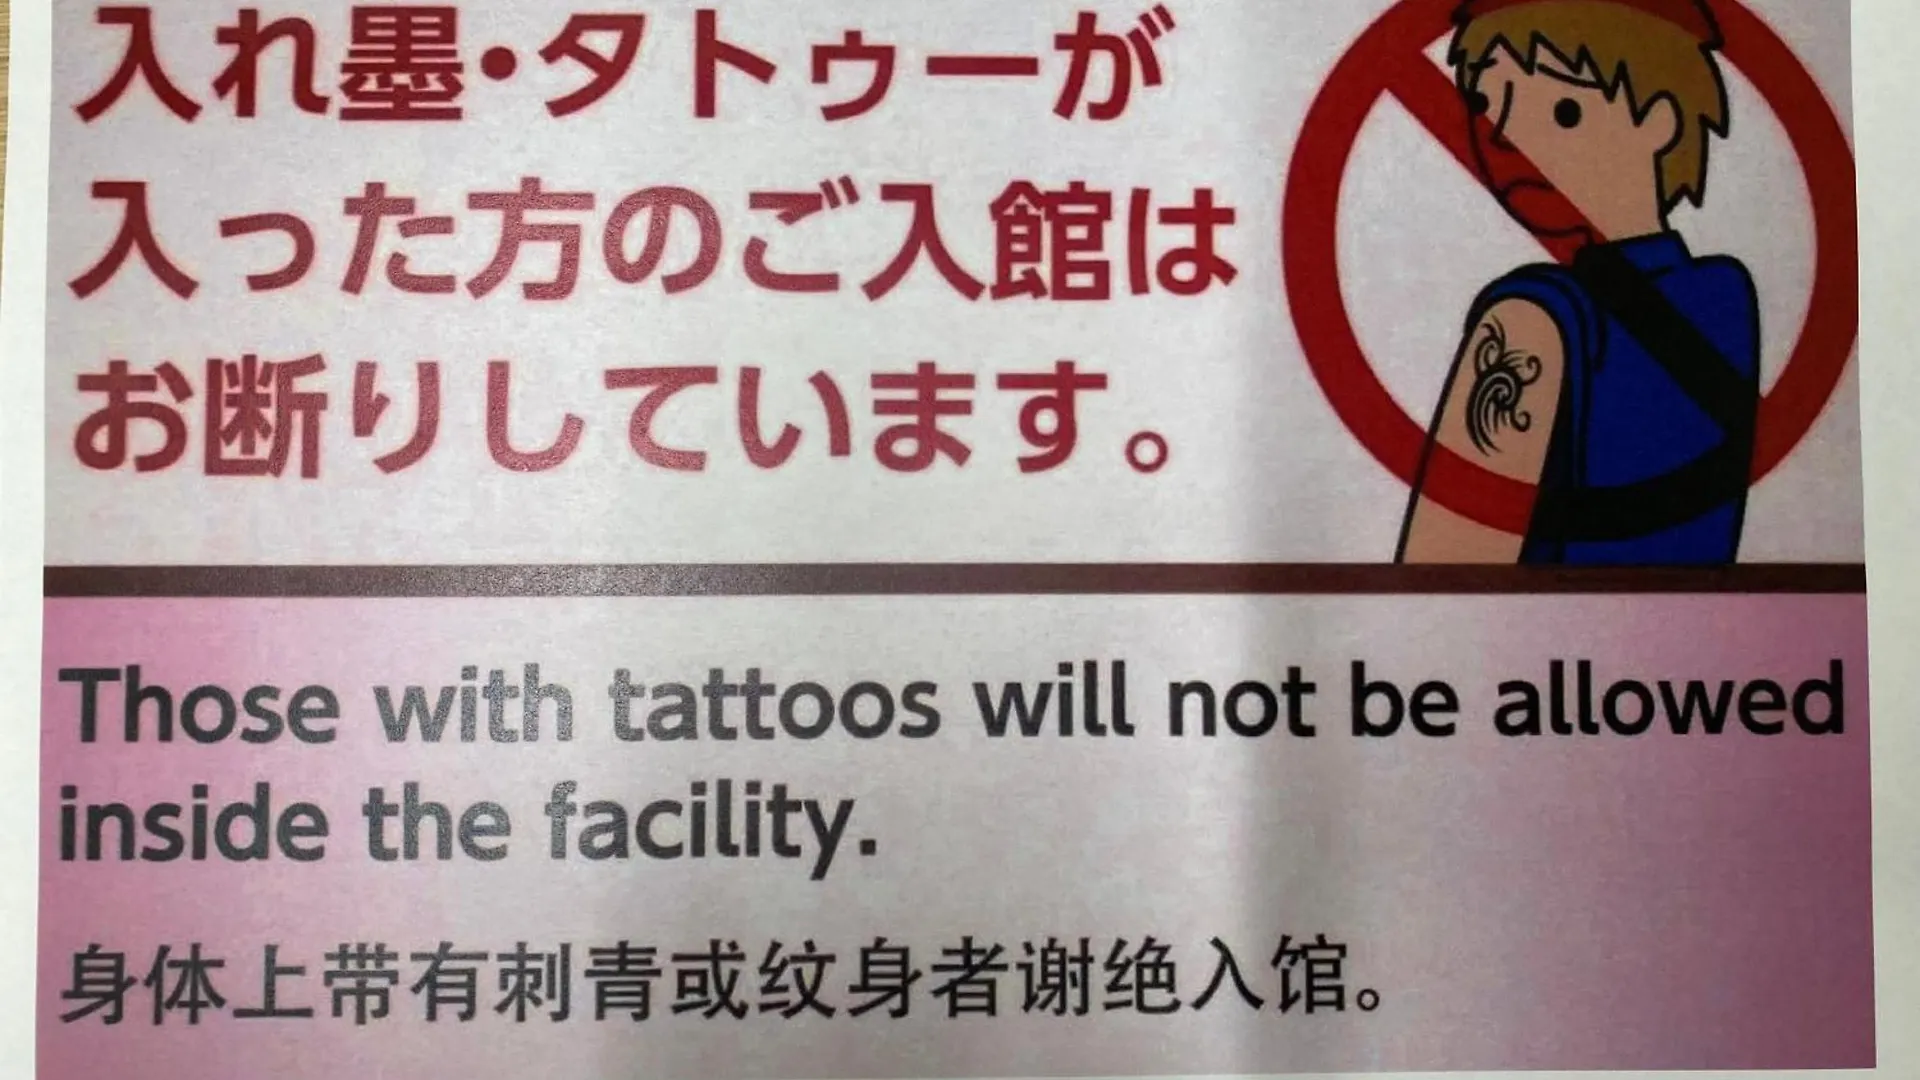 入れ墨・タトゥーが
入った方のご入館は
お断りしています。
Those with tattoos will not be allowed
inside the facility.
身体上带有刺青或纹身者谢绝入馆。